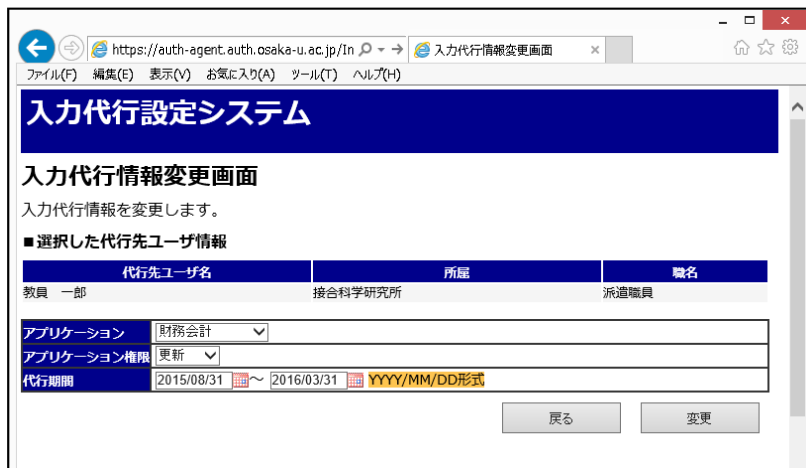 https://auth-agent.auth.osaka-u.ac.jp/In
入力代行情報変更画面
ファイル(F) 編集(E) 表示(V) お気に入り(A) ツール(T) ヘルプ(H)
入力代行設定システム
入力代行情報変更画面
入力代行情報を変更します。
■選択した代行先ユーザ情報
代行先ユーザ名 所属 職名
教員 一郎 接合科学研究所 派遣職員
アプリケーション 財務会計
アプリケーション権限 更新
代行期間 2015/08/31 ～ 2016/03/31 YYYY/MM/DD形式
戻る 変更